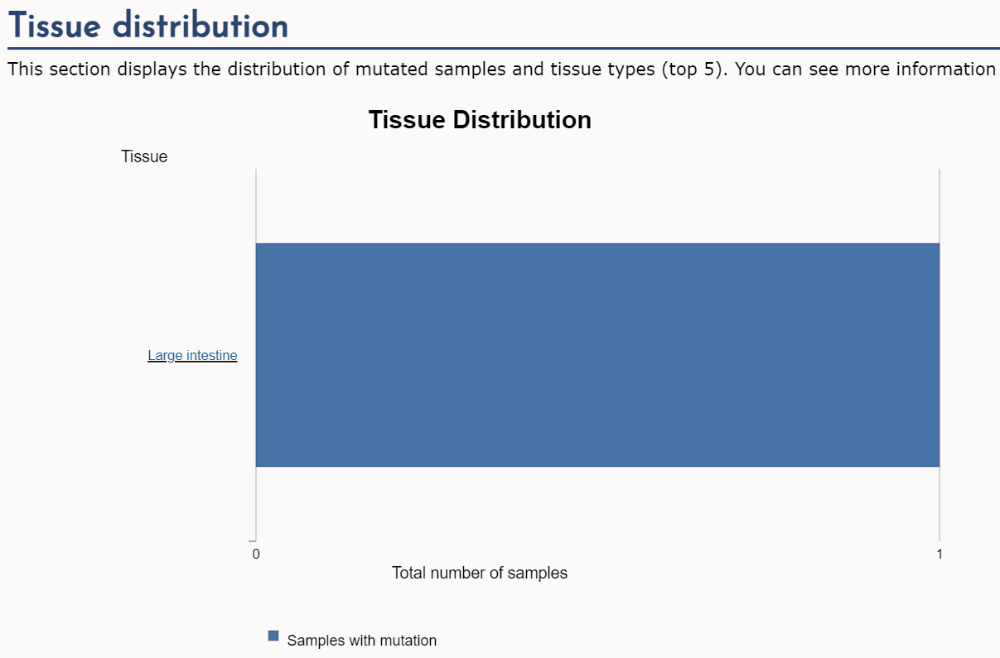 Tissue distribution
This section displays the distribution of mutated samples and tissue types (top 5). You can see more information
Tissue Distribution
Tissue
Large intestine
0 1
Total number of samples
Samples with mutation